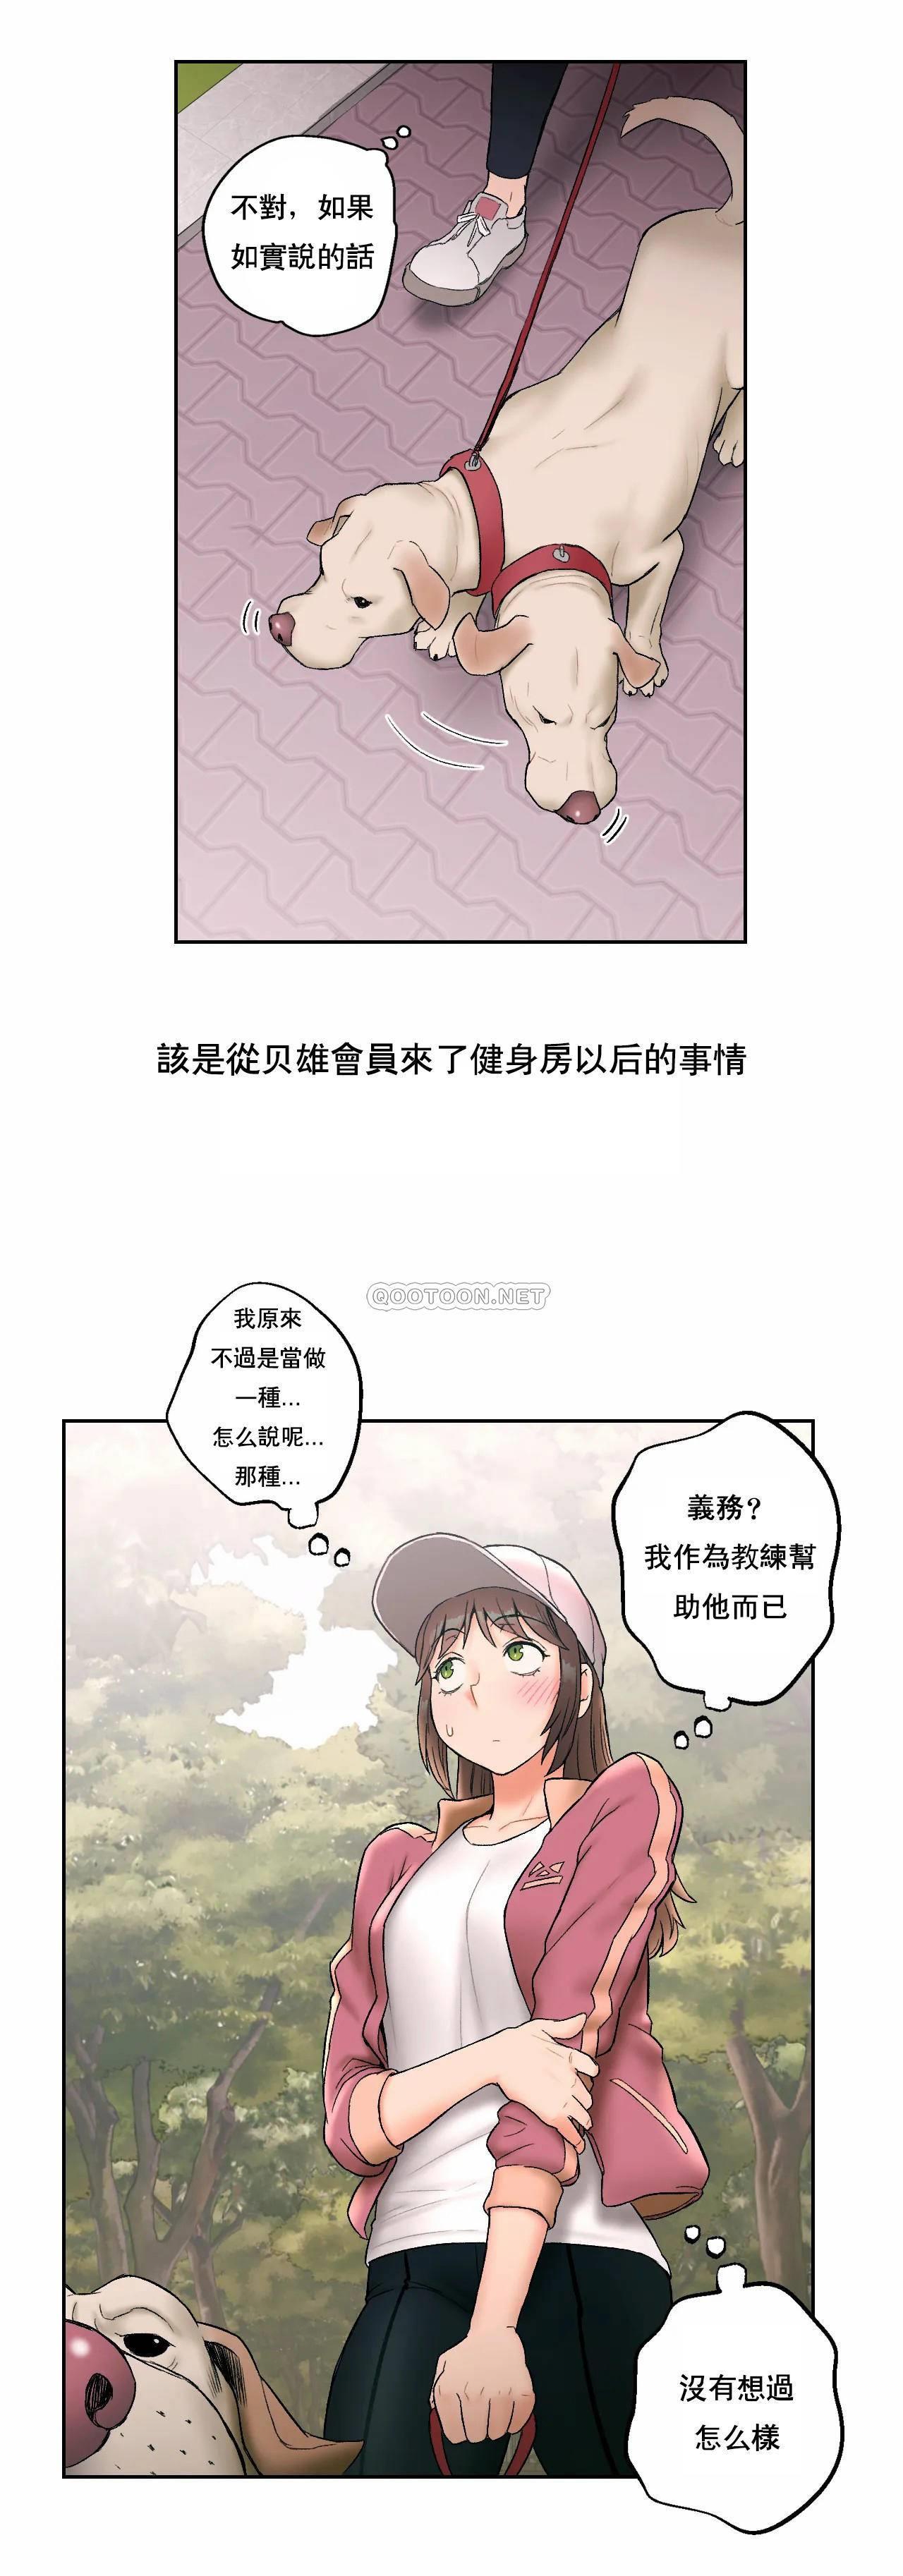 不對，如果
如實說的話
該是從贝雄會員來了健身房以后的事情
QOOTOON.NET
我原來
不過是當做
一種...
怎么說呢...
那種...
義務？
我作為教練幫
助他而已
沒有想過
怎么樣